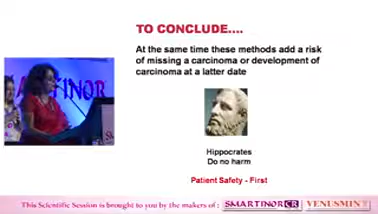 TO CONCLUDE....
At the same time these methods add a risk
of missing a carcinoma or development of
carcinoma at a latter date
Hippocrates
Do no harm
Patient Safety - First
This Scientific Session is brought to you by the makers of : SMARTINOR CR VENUSMIN